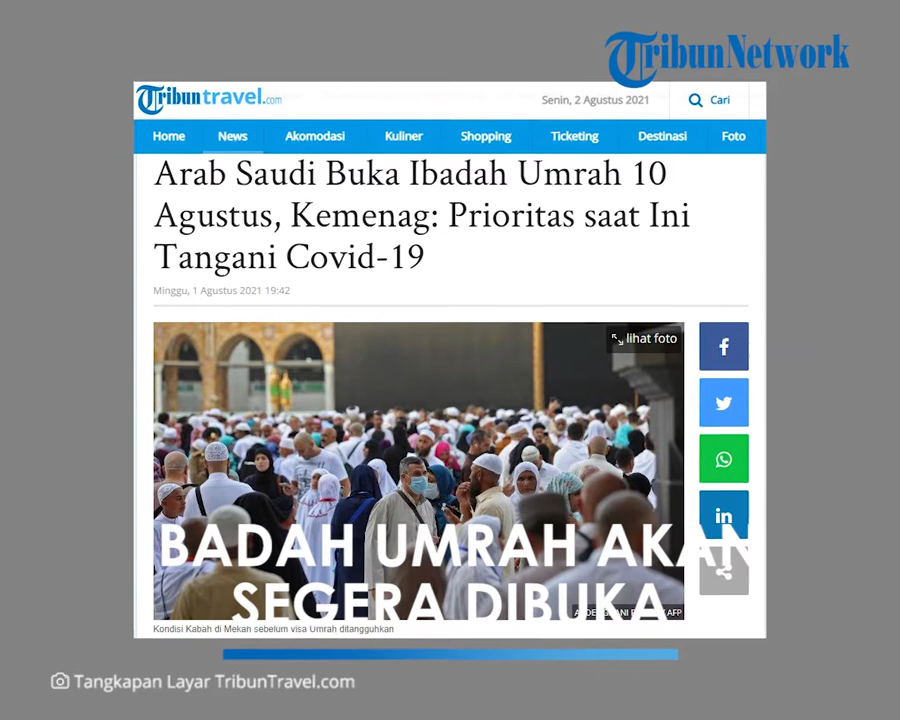 TribunNetwork
Tribuntravel.com
Senin, 2 Agustus 2021
Cari
Home News Akomodasi Kuliner Shopping Ticketing Destinasi Foto
Arab Saudi Buka Ibadah Umrah 10
Agustus, Kemenag: Prioritas saat Ini
Tangani Covid-19
Minggu, 1 Agustus 2021 19:42
lihat foto
BADAH UMRAH AKAN
SEGERA DIBUKA
AFP
Kondisi Kabah di Mekah sebelum visa Umrah ditangguhkan
Tangkapan Layar TribunTravel.com